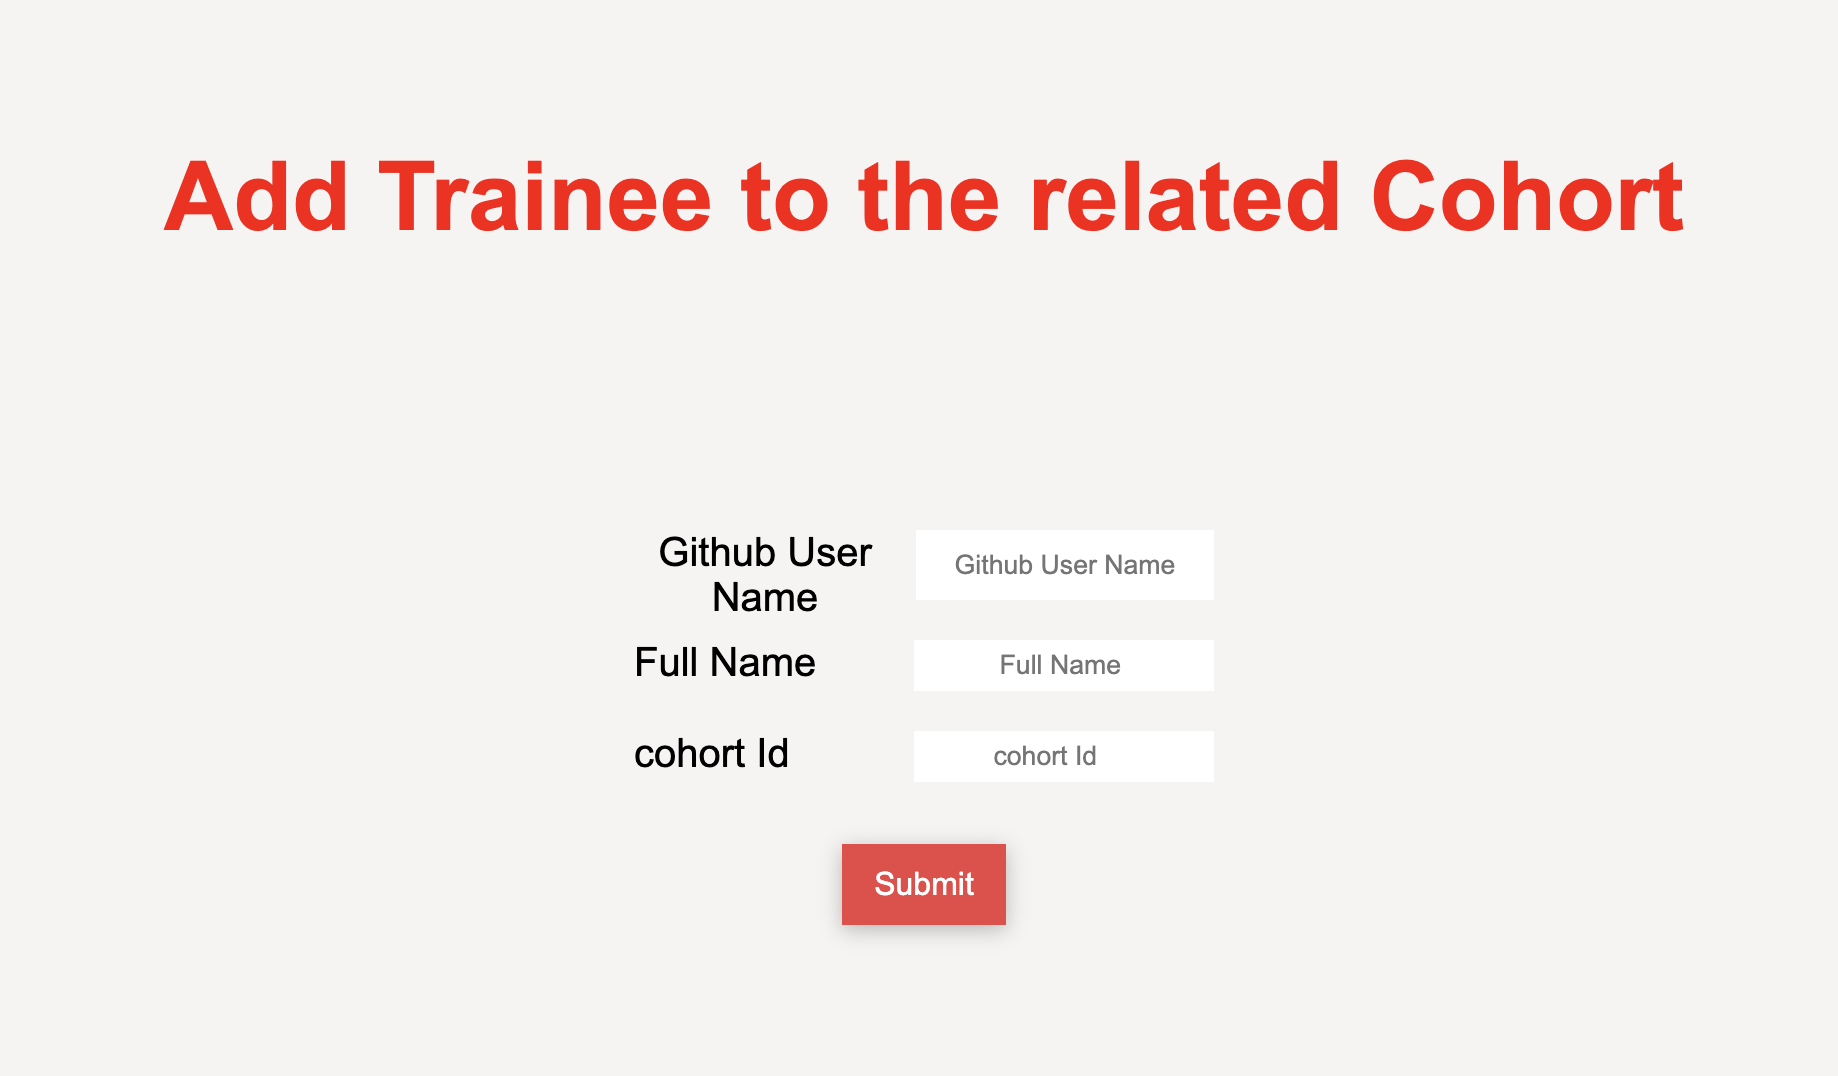 Add Trainee to the related Cohort
Github User
Name
Github User Name
Full Name
Full Name
cohort Id
cohort Id
Submit